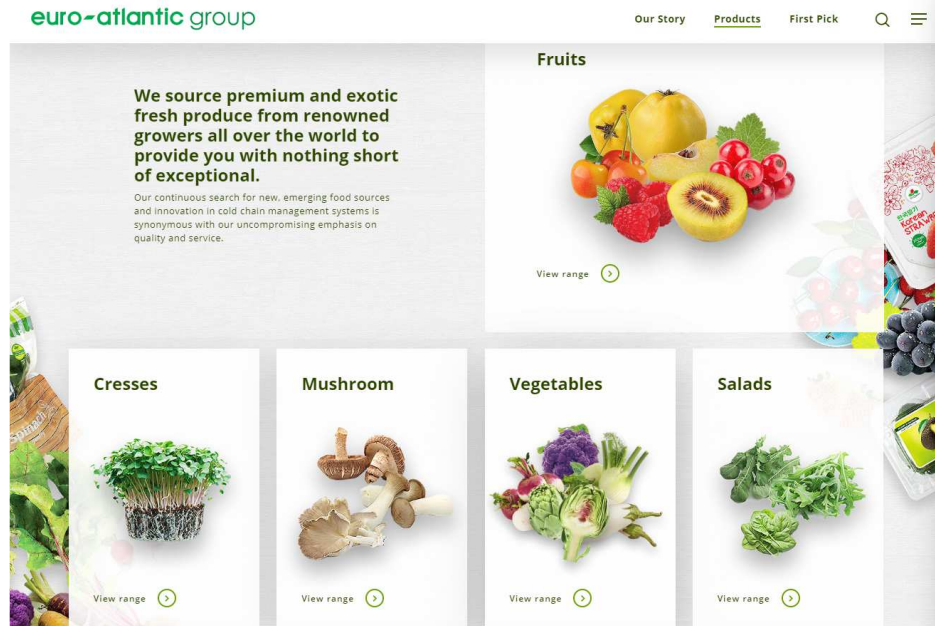 euro-atlantic group
Our Story
Products
First Pick
We source premium and exotic
fresh produce from renowned
growers all over the world to
provide you with nothing short
of exceptional.
Our continuous search for new, emerging food sources
and innovation in cold chain management systems is
synonymous with our uncompromising emphasis on
quality and service.
Fruits
View range
Korean
Spinach
Cresses
View range
Mushroom
View range
Vegetables
View range
Salads
View range